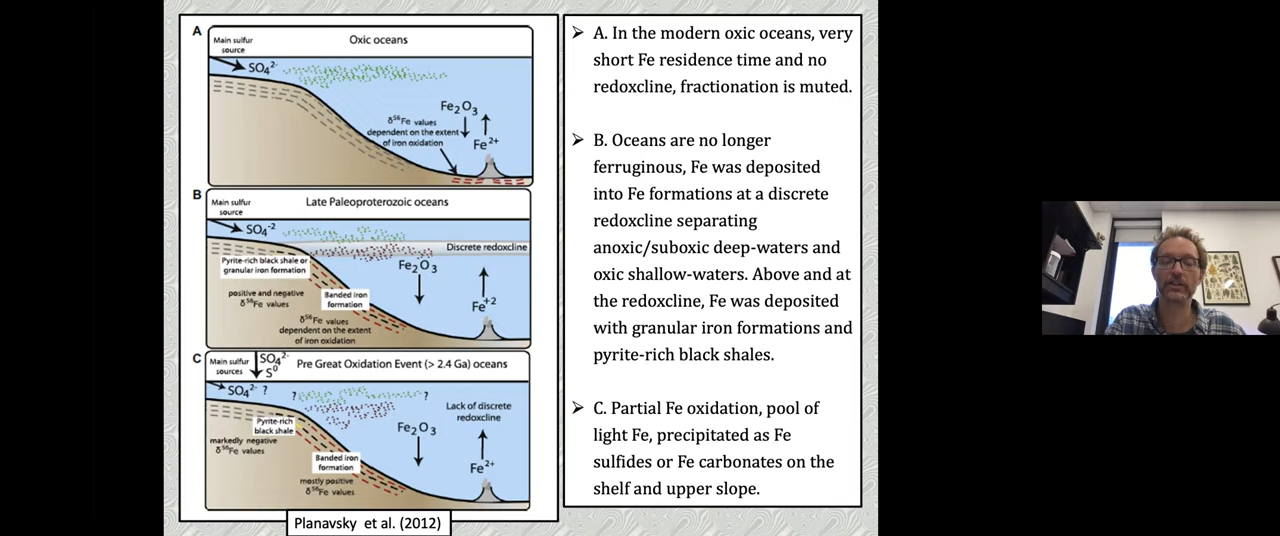 A
Main sulfur
source
Oxic oceans
SO₄²⁻
Fe₂O₃
δ⁵⁶Fe values
dependent on the extent
of iron oxidation
Fe²⁺
B
Main sulfur
source
Late Paleoproterozoic oceans
SO₄⁻²
Discrete redoxcline
Pyrite-rich black shale or
granular iron formation
Fe₂O₃
positive and negative
δ⁵⁶Fe values
Banded iron
formation
Fe⁺²
δ⁵⁶Fe values
dependent on the extent
of iron oxidation
C
Main sulfur
sources
SO₄²⁻
S⁰
Pre Great Oxidation Event (> 2.4 Ga) oceans
SO₄²⁻ ?
?
?
Lack of discrete
redoxcline
Pyrite-rich
black shale
Fe₂O₃
markedly negative
δ⁵⁶Fe values
Banded iron
formation
Fe²⁺
mostly positive
δ⁵⁶Fe values
Planavsky et al. (2012)
➢ A. In the modern oxic oceans, very
short Fe residence time and no
redoxcline, fractionation is muted.
➢ B. Oceans are no longer
ferruginous, Fe was deposited
into Fe formations at a discrete
redoxcline separating
anoxic/suboxic deep-waters and
oxic shallow-waters. Above and at
the redoxcline, Fe was deposited
with granular iron formations and
pyrite-rich black shales.
➢ C. Partial Fe oxidation, pool of
light Fe, precipitated as Fe
sulfides or Fe carbonates on the
shelf and upper slope.